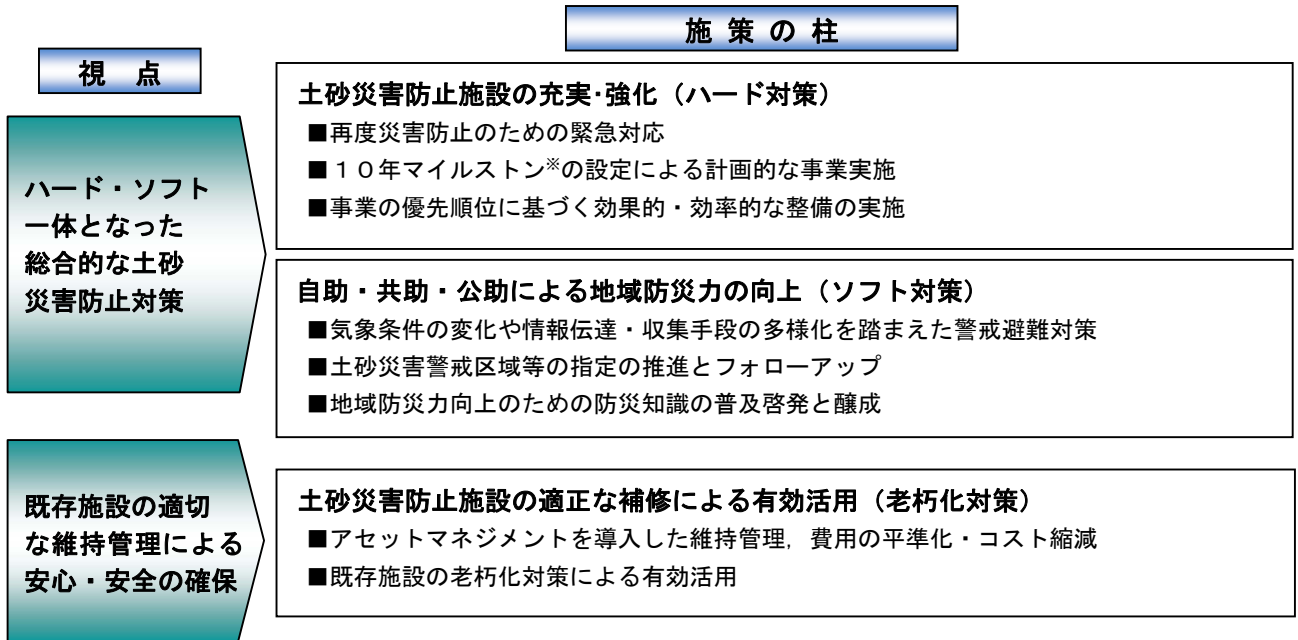 施 策 の 柱
視 点
ハード・ソフト
一体となった
総合的な土砂
災害防止対策
土砂災害防止施設の充実･強化（ハード対策）
■再度災害防止のための緊急対応
■１０年マイルストン※の設定による計画的な事業実施
■事業の優先順位に基づく効果的・効率的な整備の実施
自助・共助・公助による地域防災力の向上（ソフト対策）
■気象条件の変化や情報伝達・収集手段の多様化を踏まえた警戒避難対策
■土砂災害警戒区域等の指定の推進とフォローアップ
■地域防災力向上のための防災知識の普及啓発と醸成
既存施設の適切
な維持管理による
安心・安全の確保
土砂災害防止施設の適正な補修による有効活用（老朽化対策）
■アセットマネジメントを導入した維持管理，費用の平準化・コスト縮減
■既存施設の老朽化対策による有効活用